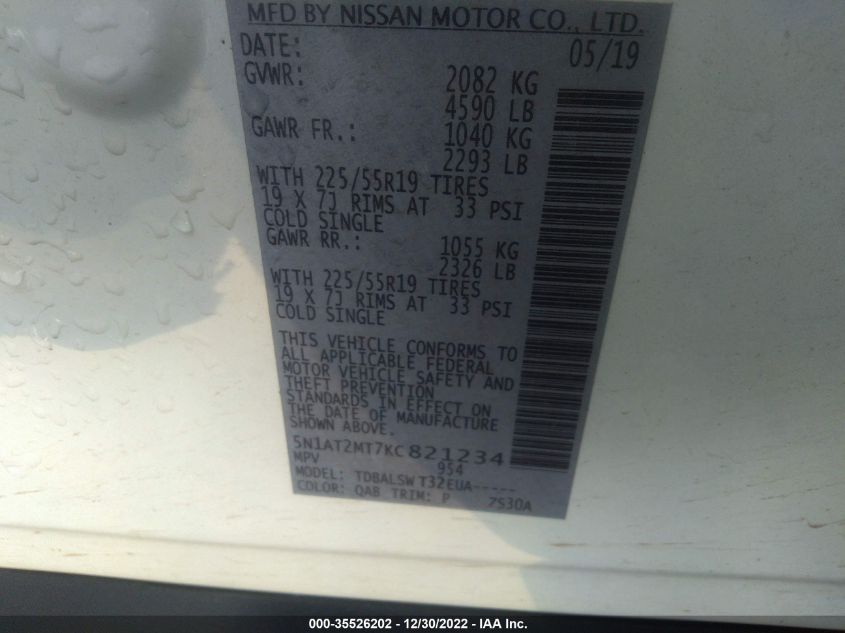 MFD BY NISSAN MOTOR CO., LTD.
DATE: 05/19
GVWR: 2082 KG
4590 LB
GAWR FR.: 1040 KG
2293 LB
WITH 225/55R19 TIRES
19 X 7J RIMS AT 33 PSI
COLD SINGLE
GAWR RR.: 1055 KG
2326 LB
WITH 225/55R19 TIRES
19 X 7J RIMS AT 33 PSI
COLD SINGLE
THIS VEHICLE CONFORMS TO
ALL APPLICABLE FEDERAL
MOTOR VEHICLE SAFETY AND
THEFT PREVENTION
STANDARDS IN EFFECT ON
THE DATE OF MANUFACTURE
SHOWN ABOVE.
5N1AT2MT7KC821234
MPV 954
MODEL: TDBALSW T32EUA-----
COLOR: QAB TRIM: P 7S30A
000-35526202 - 12/30/2022 - IAA Inc.